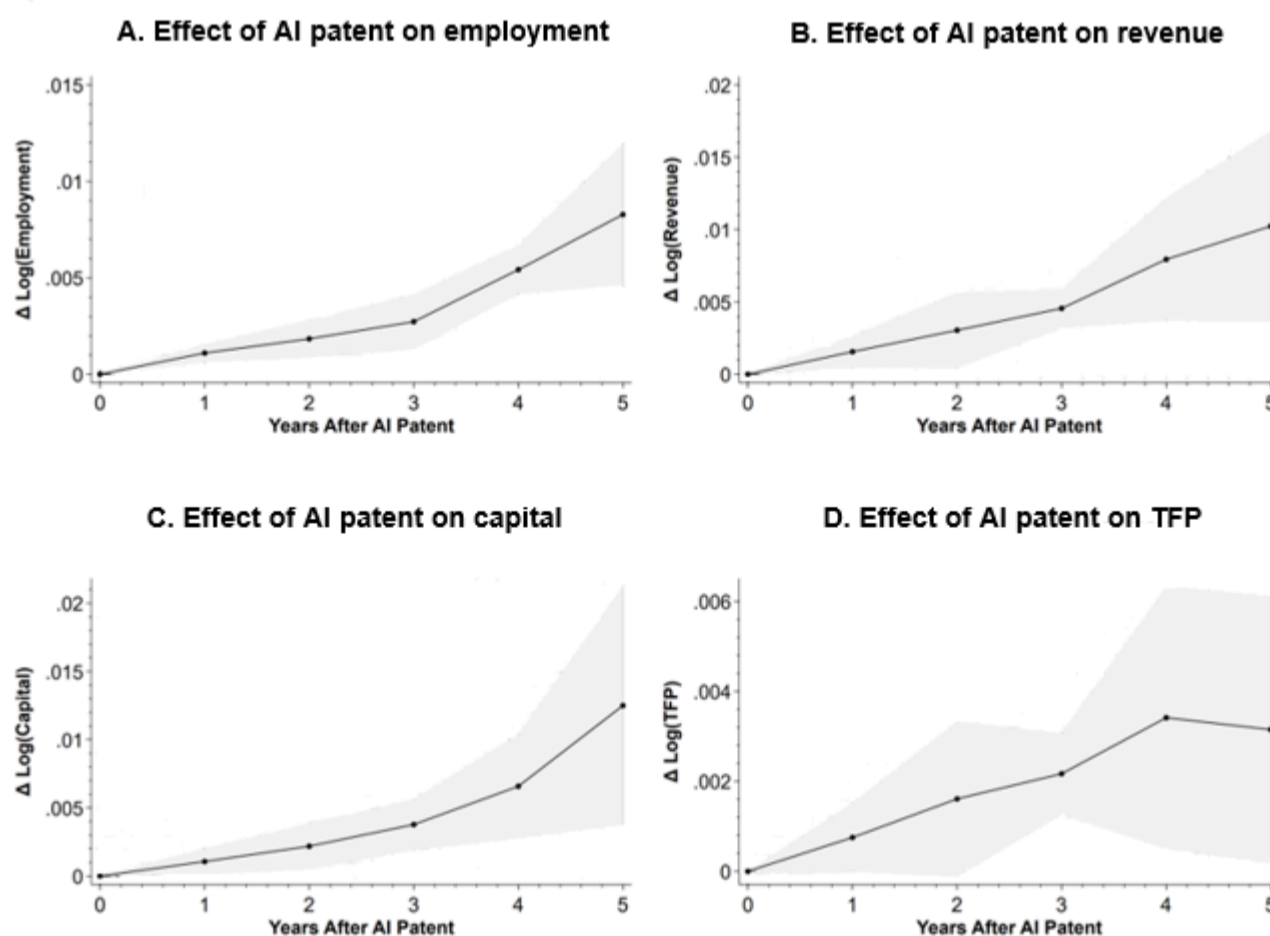 A. Effect of AI patent on employment
.015
.01
.005
0
Δ Log(Employment)
0 1 2 3 4 5
Years After AI Patent
B. Effect of AI patent on revenue
.02
.015
.01
.005
0
Δ Log(Revenue)
0 1 2 3 4 5
Years After AI Patent
C. Effect of AI patent on capital
.02
.015
.01
.005
0
Δ Log(Capital)
0 1 2 3 4 5
Years After AI Patent
D. Effect of AI patent on TFP
.006
.004
.002
0
Δ Log(TFP)
0 1 2 3 4 5
Years After AI Patent